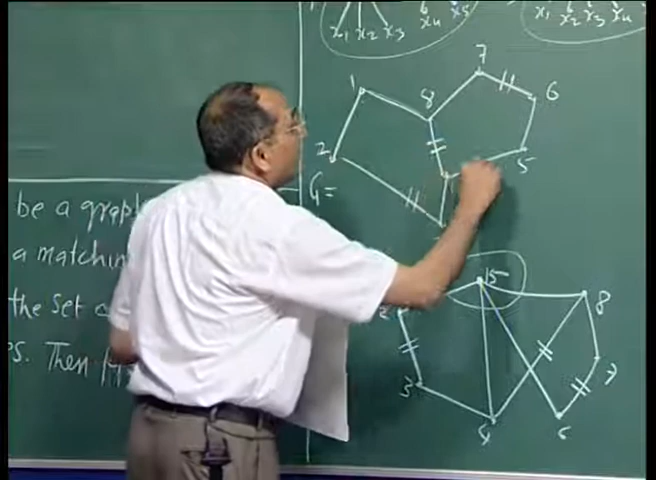 x1 x2 x3 x4 x5
x1 x2 x3 x4
7
1
8
6
2
5
G=
be a graph
a matchin
15
8
the Set
3
7
4
6
s. Then